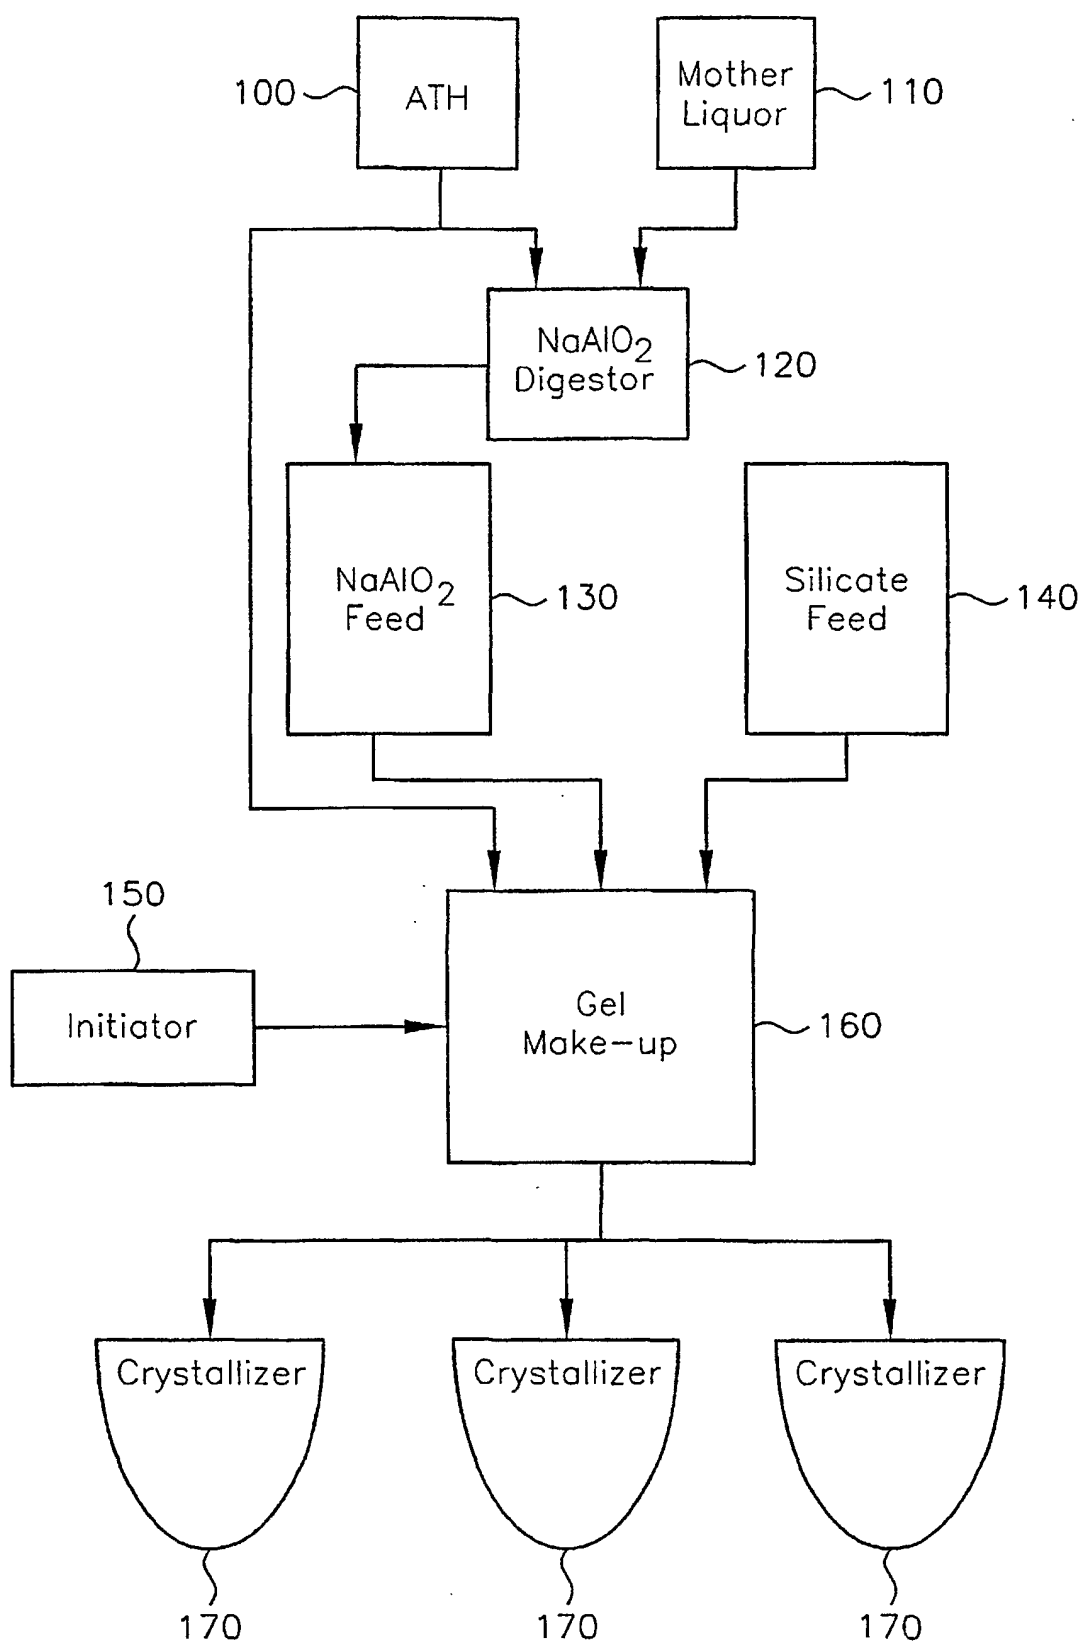 100
ATH
Mother
Liquor
110
NaAlO2
Digestor
120
NaAlO2
Feed
130
Silicate
Feed
140
150
Initiator
Gel
Make-up
160
Crystallizer
Crystallizer
Crystallizer
170
170
170